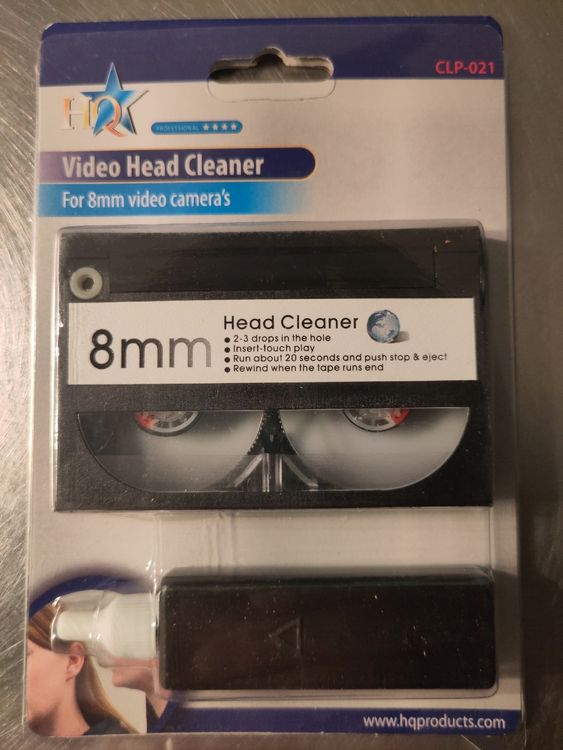 CLP-021
HQ
PROFESSIONAL
Video Head Cleaner
For 8mm video camera's
8mm
Head Cleaner
● 2-3 drops in the hole
● Insert-touch play
● Run about 20 seconds and push stop & eject
● Rewind when the tape runs end
www.hqproducts.com